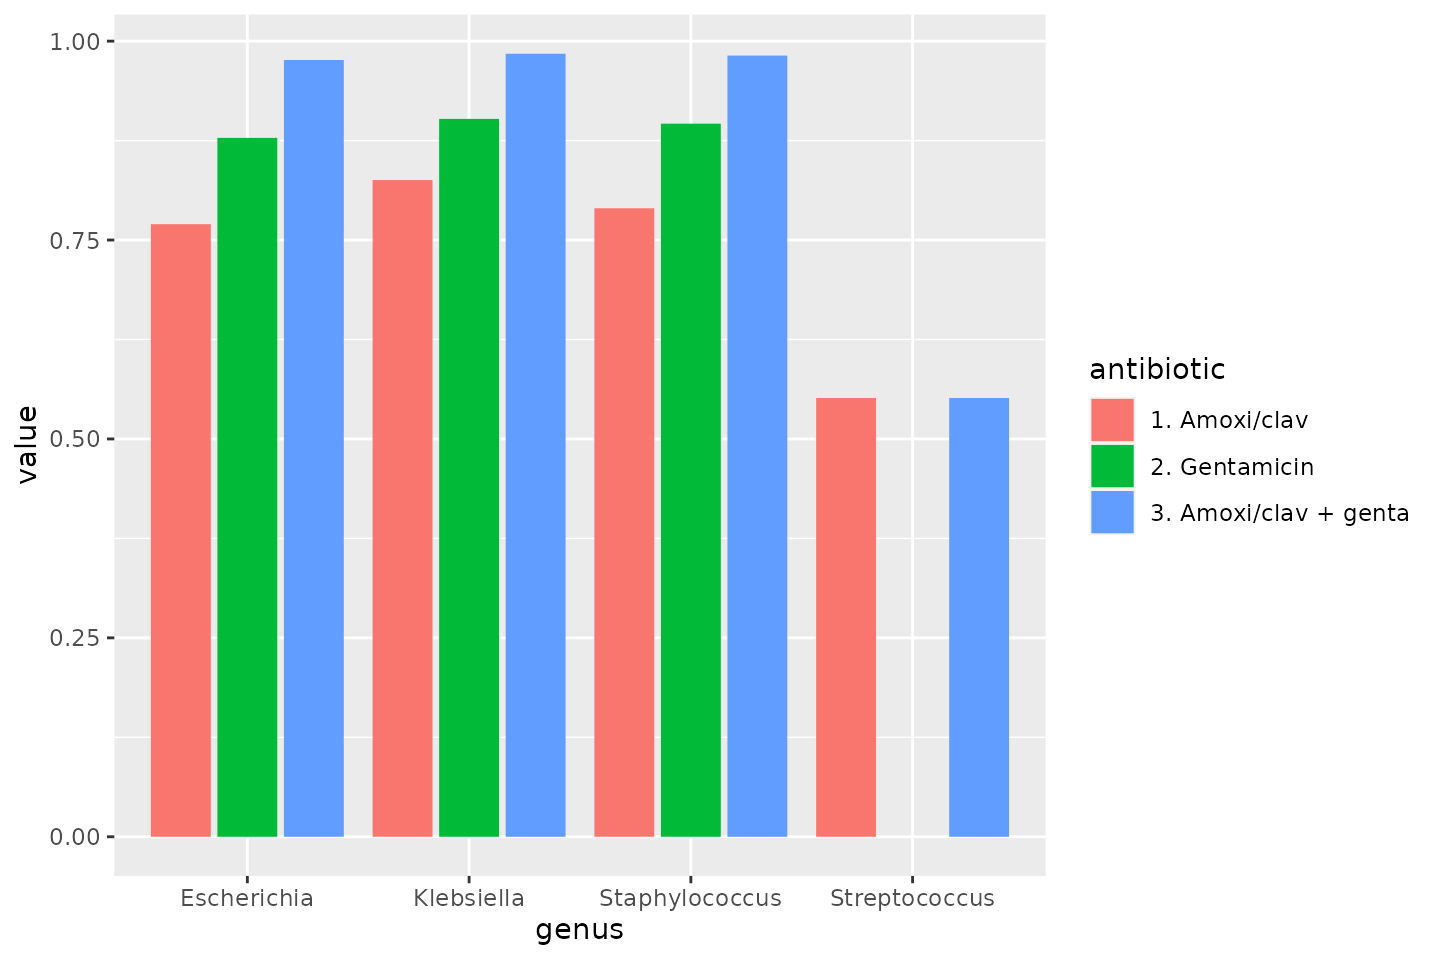 1.00
0.75
0.50
0.25
0.00
value
Escherichia
Klebsiella
Staphylococcus
Streptococcus
genus
antibiotic
1. Amoxi/clav
2. Gentamicin
3. Amoxi/clav + genta